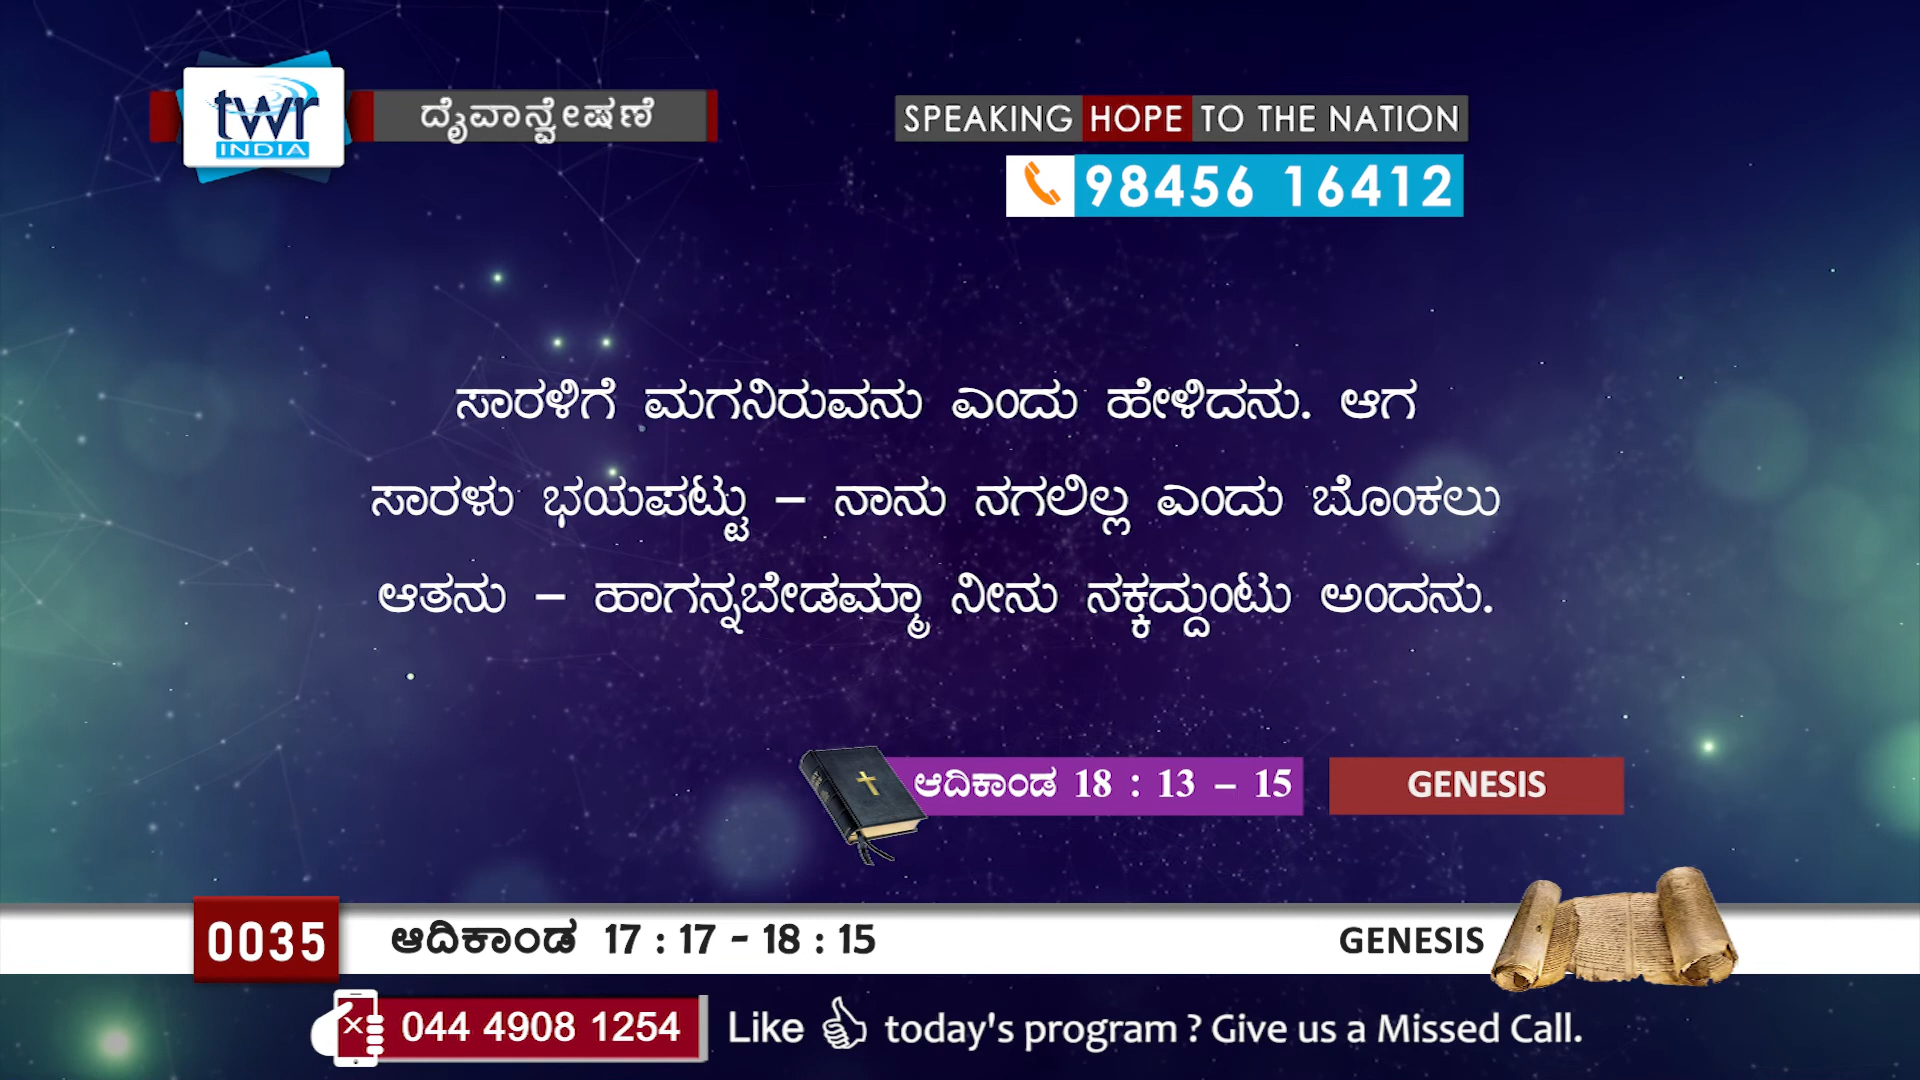 twr
INDIA
ದೈವಾನ್ವೇಷಣೆ
SPEAKING HOPE TO THE NATION
98456 16412
ಸಾರಳಿಗೆ ಮಗನಿರುವನು ಎಂದು ಹೇಳಿದನು. ಆಗ
ಸಾರಳು ಭಯಪಟ್ಟು – ನಾನು ನಗಲಿಲ್ಲ ಎಂದು ಬೊಂಕಲು
ಆತನು – ಹಾಗನ್ನಬೇಡಮ್ಮಾ ನೀನು ನಕ್ಕದ್ದುಂಟು ಅಂದನು.
ಆದಿಕಾಂಡ 18 : 13 – 15
GENESIS
0035
ಆದಿಕಾಂಡ 17 : 17 - 18 : 15
GENESIS
044 4908 1254
Like today's program ? Give us a Missed Call.